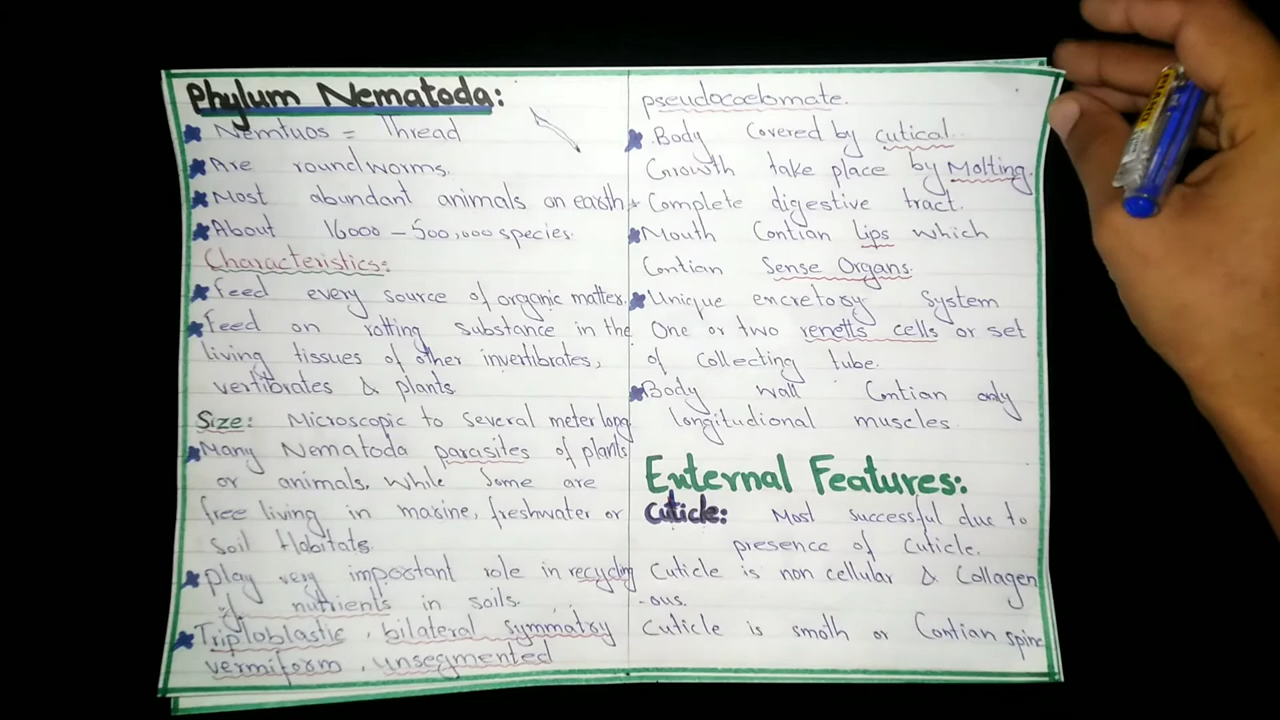 Phylum Nematoda:
Nemtuos = Thread
Are roundworms.
Most abundant animals on earth
About 16000 – 500,000 species.
Characteristics:
Feed every source of organic matter.
Feed on rotting substance in the
living tissues of other invertibrates,
vertibrates & plants
Size: Microscopic to several meter long
Many Nematoda parasites of plants
or animals, while Some are
free living in marine, freshwater or
Soil Habitats.
Play very important role in recycling
of nutrients in soils.
Triploblastic, bilateral symmatry
vermiform, unsegmented
pseudocoelomate.
Body Covered by cutical.
Growth take place by Molting.
Complete digestive tract.
Mouth Contian Lips which
Contian Sense Organs.
Unique excretory System
One or two renetts cells or set
of collecting tube.
Body wall Contian only
longitudional muscles.
External Features:
Cuticle: Most successful due to
presence of Cuticle.
Cuticle is non cellular & Collagen
-ous.
Cuticle is smoth or Contian spine